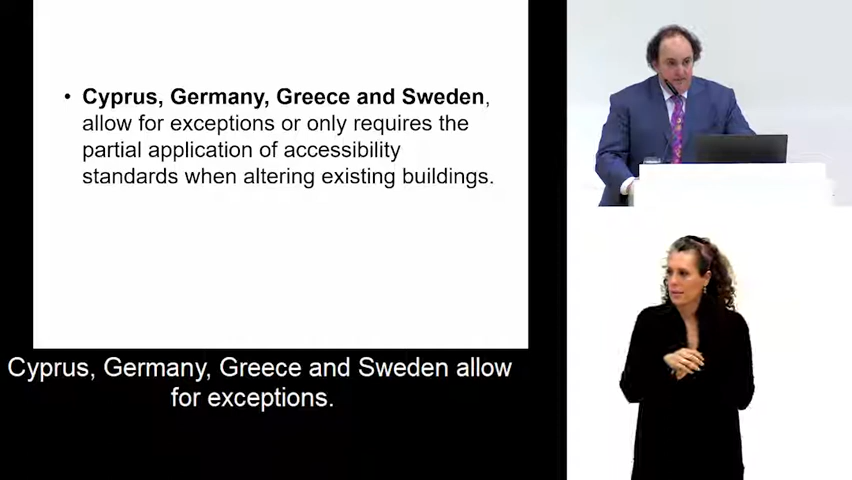 • Cyprus, Germany, Greece and Sweden,
allow for exceptions or only requires the
partial application of accessibility
standards when altering existing buildings.
Cyprus, Germany, Greece and Sweden allow
for exceptions.